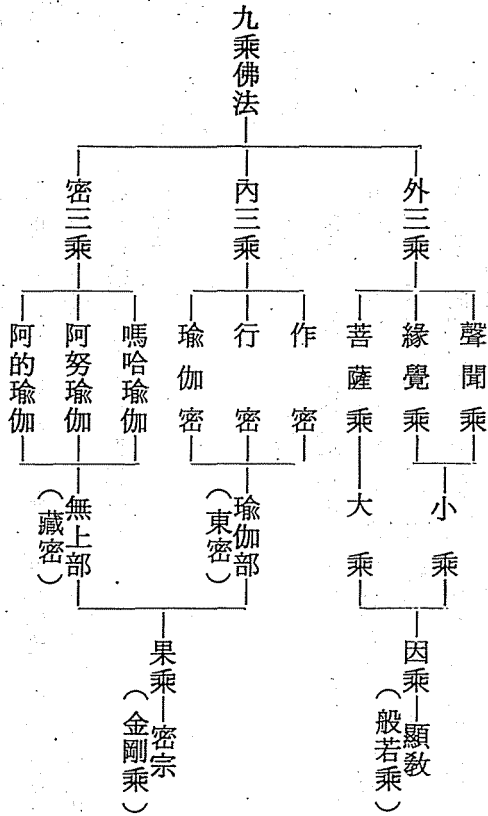 九乘佛法
外三乘
內三乘
密三乘
聲聞乘
緣覺乘
菩薩乘
作密
行密
瑜伽密
嗎哈瑜伽
阿努瑜伽
阿的瑜伽
小乘
大乘
瑜伽部
（東密）
無上部
（藏密）
因乘
顯教
（般若乘）
果乘
密宗
（金剛乘）